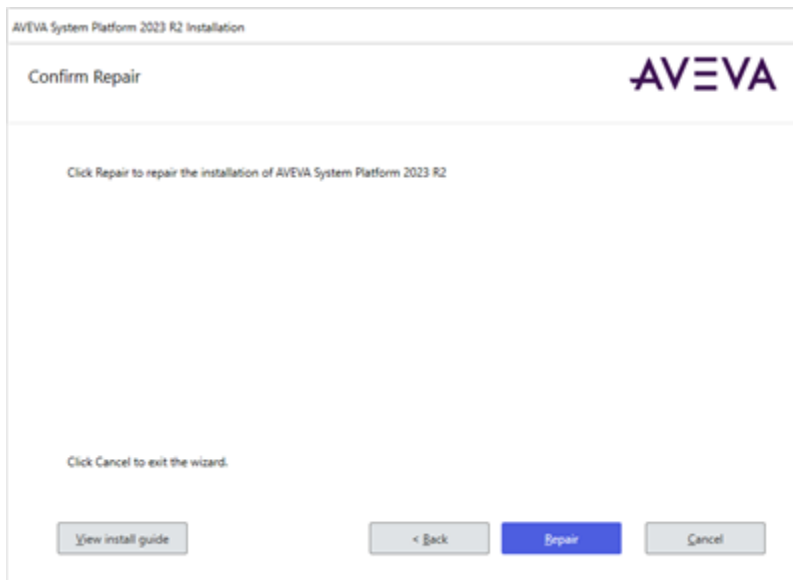 AVEVA System Platform 2023 R2 Installation
Confirm Repair
AVEVA
Click Repair to repair the installation of AVEVA System Platform 2023 R2
Click Cancel to exit the wizard.
View install guide
< Back
Repair
Cancel